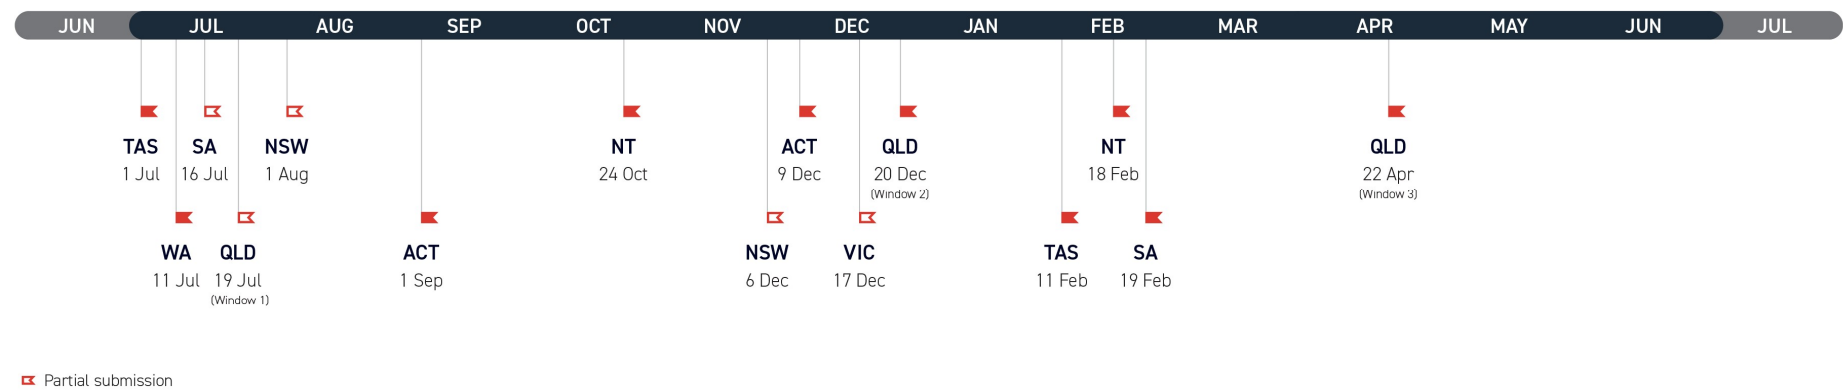 JUN JUL AUG SEP OCT NOV DEC JAN FEB MAR APR MAY JUN JUL
TAS SA NSW NT ACT QLD NT QLD
1 Jul 16 Jul 1 Aug 24 Oct 9 Dec 20 Dec 18 Feb 22 Apr
(Window 2) (Window 3)
WA QLD ACT NSW VIC TAS SA
11 Jul 19 Jul 1 Sep 6 Dec 17 Dec 11 Feb 19 Feb
(Window 1)
Partial submission